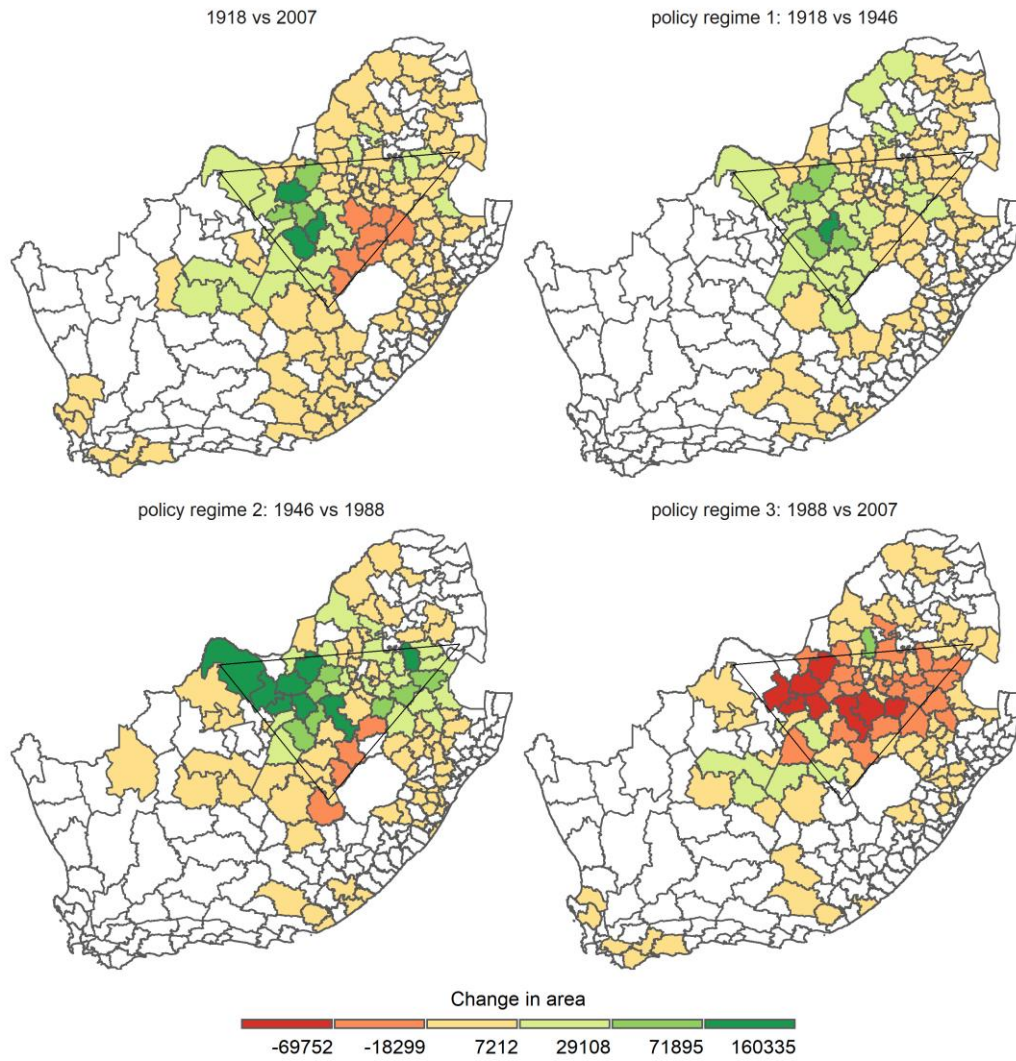 1918 vs 2007
policy regime 1: 1918 vs 1946
policy regime 2: 1946 vs 1988
policy regime 3: 1988 vs 2007
Change in area
-69752 -18299 7212 29108 71895 160335